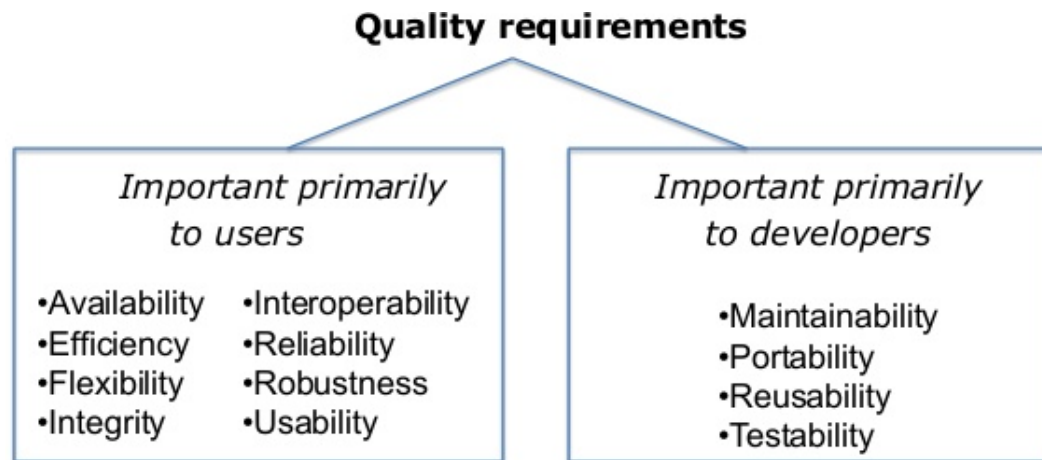 Quality requirements
Important primarily
to users
•Availability
•Efficiency
•Flexibility
•Integrity
•Interoperability
•Reliability
•Robustness
•Usability
Important primarily
to developers
•Maintainability
•Portability
•Reusability
•Testability